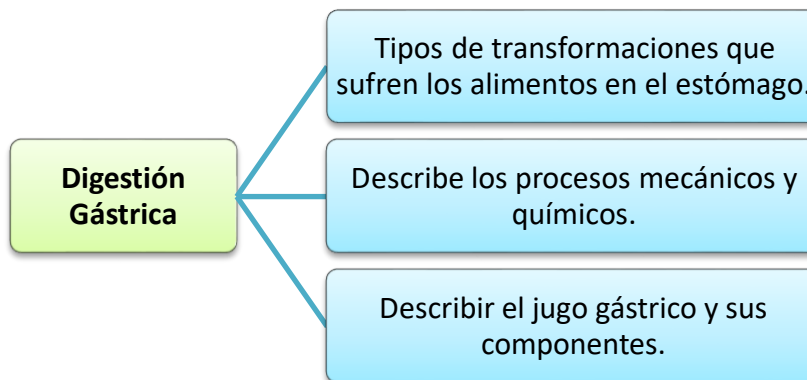 Digestión
Gástrica
Tipos de transformaciones que
sufren los alimentos en el estómago.
Describe los procesos mecánicos y
químicos.
Describir el jugo gástrico y sus
componentes.